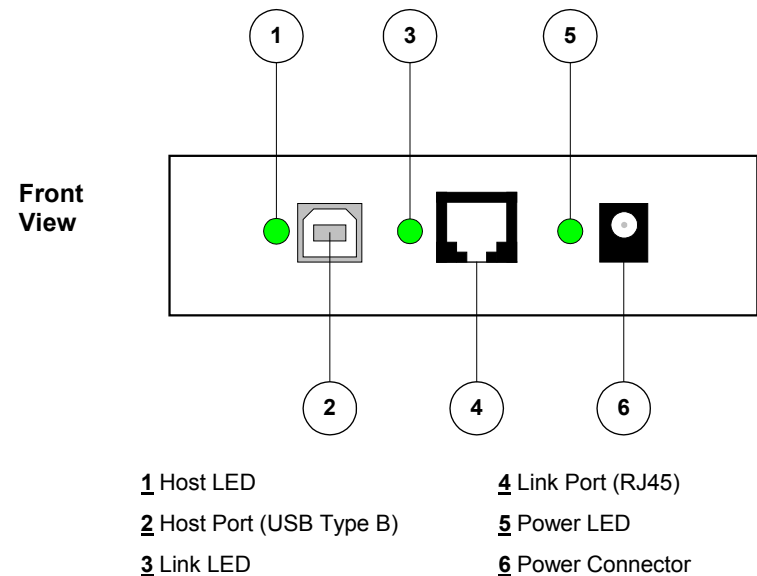 1 3 5
Front
View
2 4 6
1 Host LED
2 Host Port (USB Type B)
3 Link LED
4 Link Port (RJ45)
5 Power LED
6 Power Connector